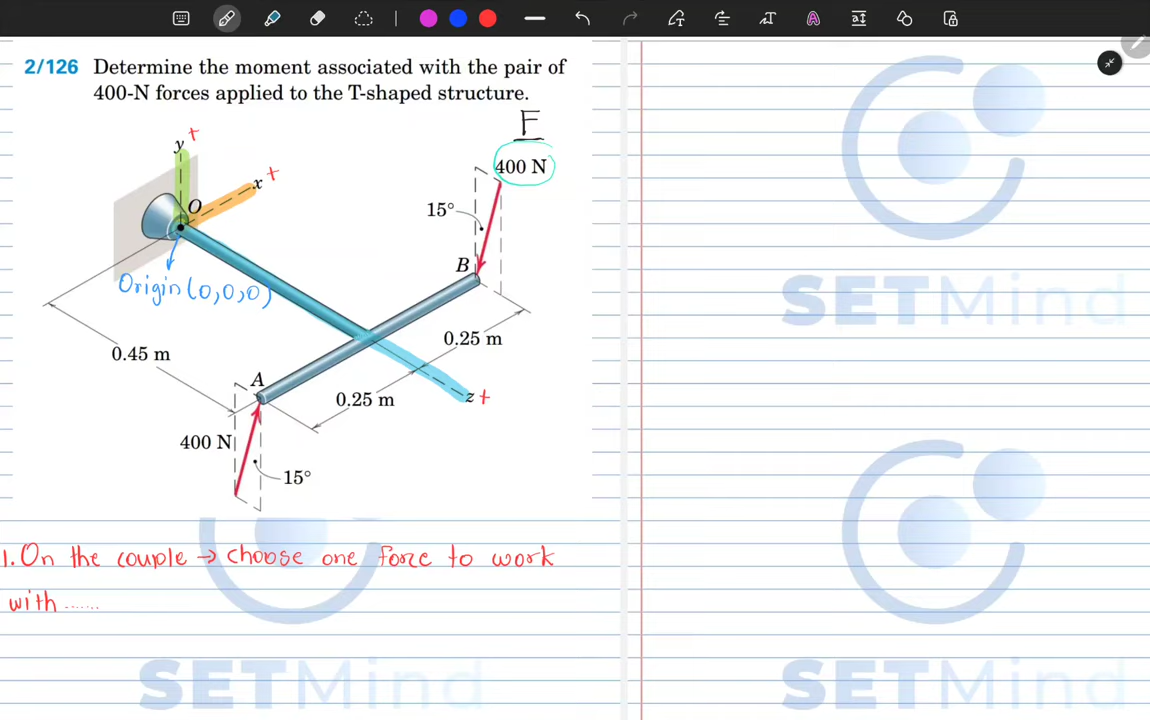 2/126 Determine the moment associated with the pair of
400-N forces applied to the T-shaped structure.
F
y +
400 N
x +
15°
O
B
Origin (0,0,0)
0.25 m
0.45 m
A
0.25 m
z +
400 N
15°
1. On the couple → choose one force to work
with ......
SETMind
SETMind
SETMind